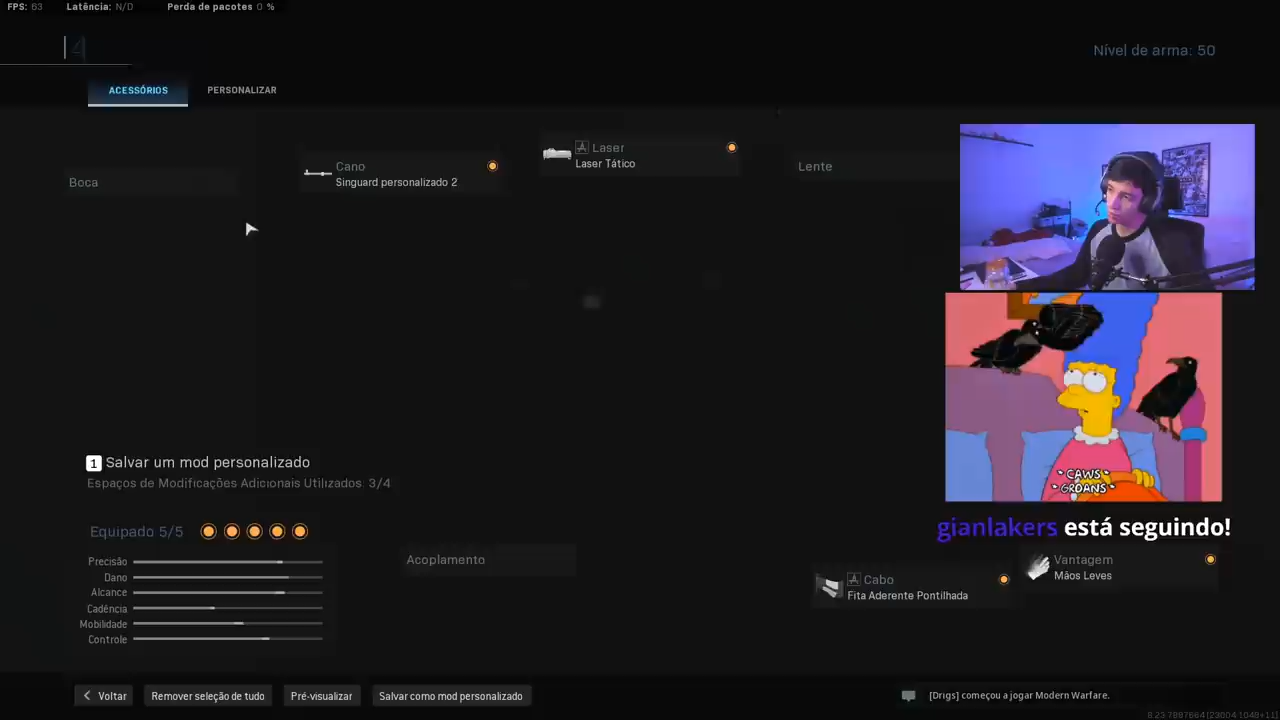 FPS: 63 Latência: N/D Perda de pacotes 0 %
Nível de arma: 50
ACESSÓRIOS PERSONALIZAR
Boca
Cano
Singuard personalizado 2
Laser
Laser Tático
Lente
1 Salvar um mod personalizado
Espaços de Modificações Adicionais Utilizados: 3/4
Equipado 5/5
Precisão
Dano
Alcance
Cadência
Mobilidade
Controle
Acoplamento
Cabo
Fita Aderente Pontilhada
Vantagem
Mãos Leves
*CAWS*
*GROANS*
gianlakers está seguindo!
Voltar Remover seleção de tudo Pré-visualizar Salvar como mod personalizado
[Drigs] começou a jogar Modern Warfare.